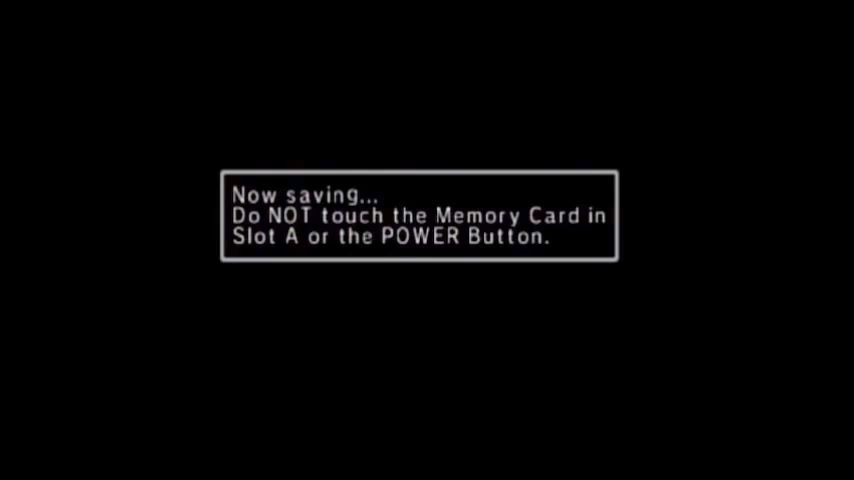 Now saving...
Do NOT touch the Memory Card in
Slot A or the POWER Button.